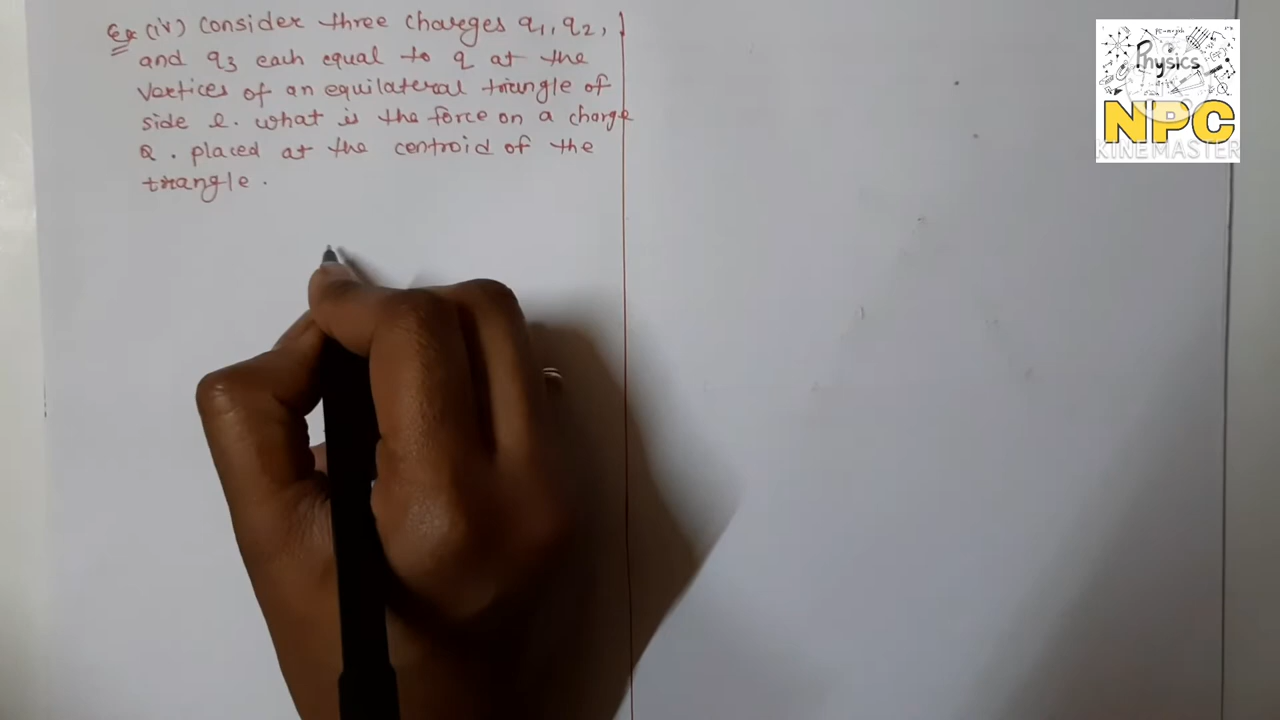 Ex (iv) Consider three charges q1, q2,
and q3 each equal to q at the
vertices of an equilateral triangle of
side l. what is the force on a charge
Q. placed at the centroid of the
triangle.
Physics
NPC
KINEMASTER